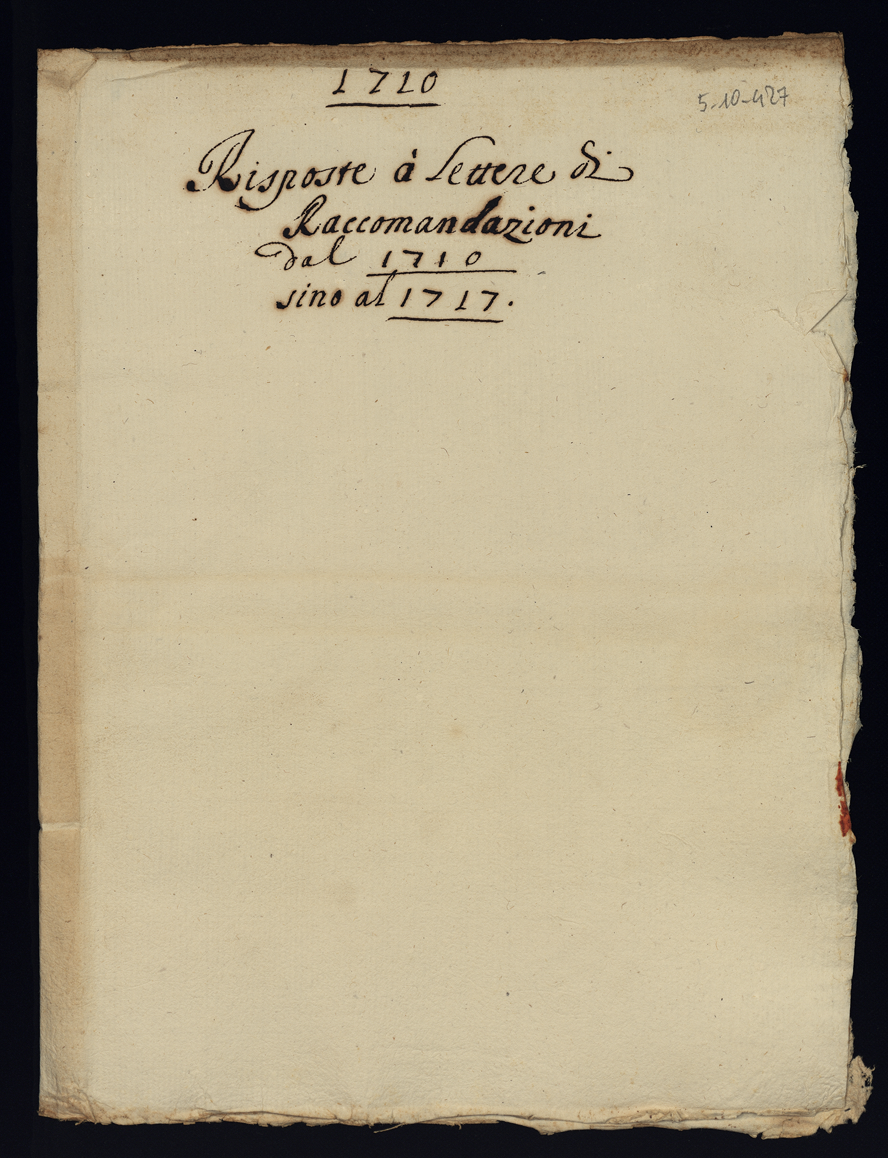 1710
5-10-427
Risposte à Lettere di
Raccomandazioni
dal 1710
sino al 1717.